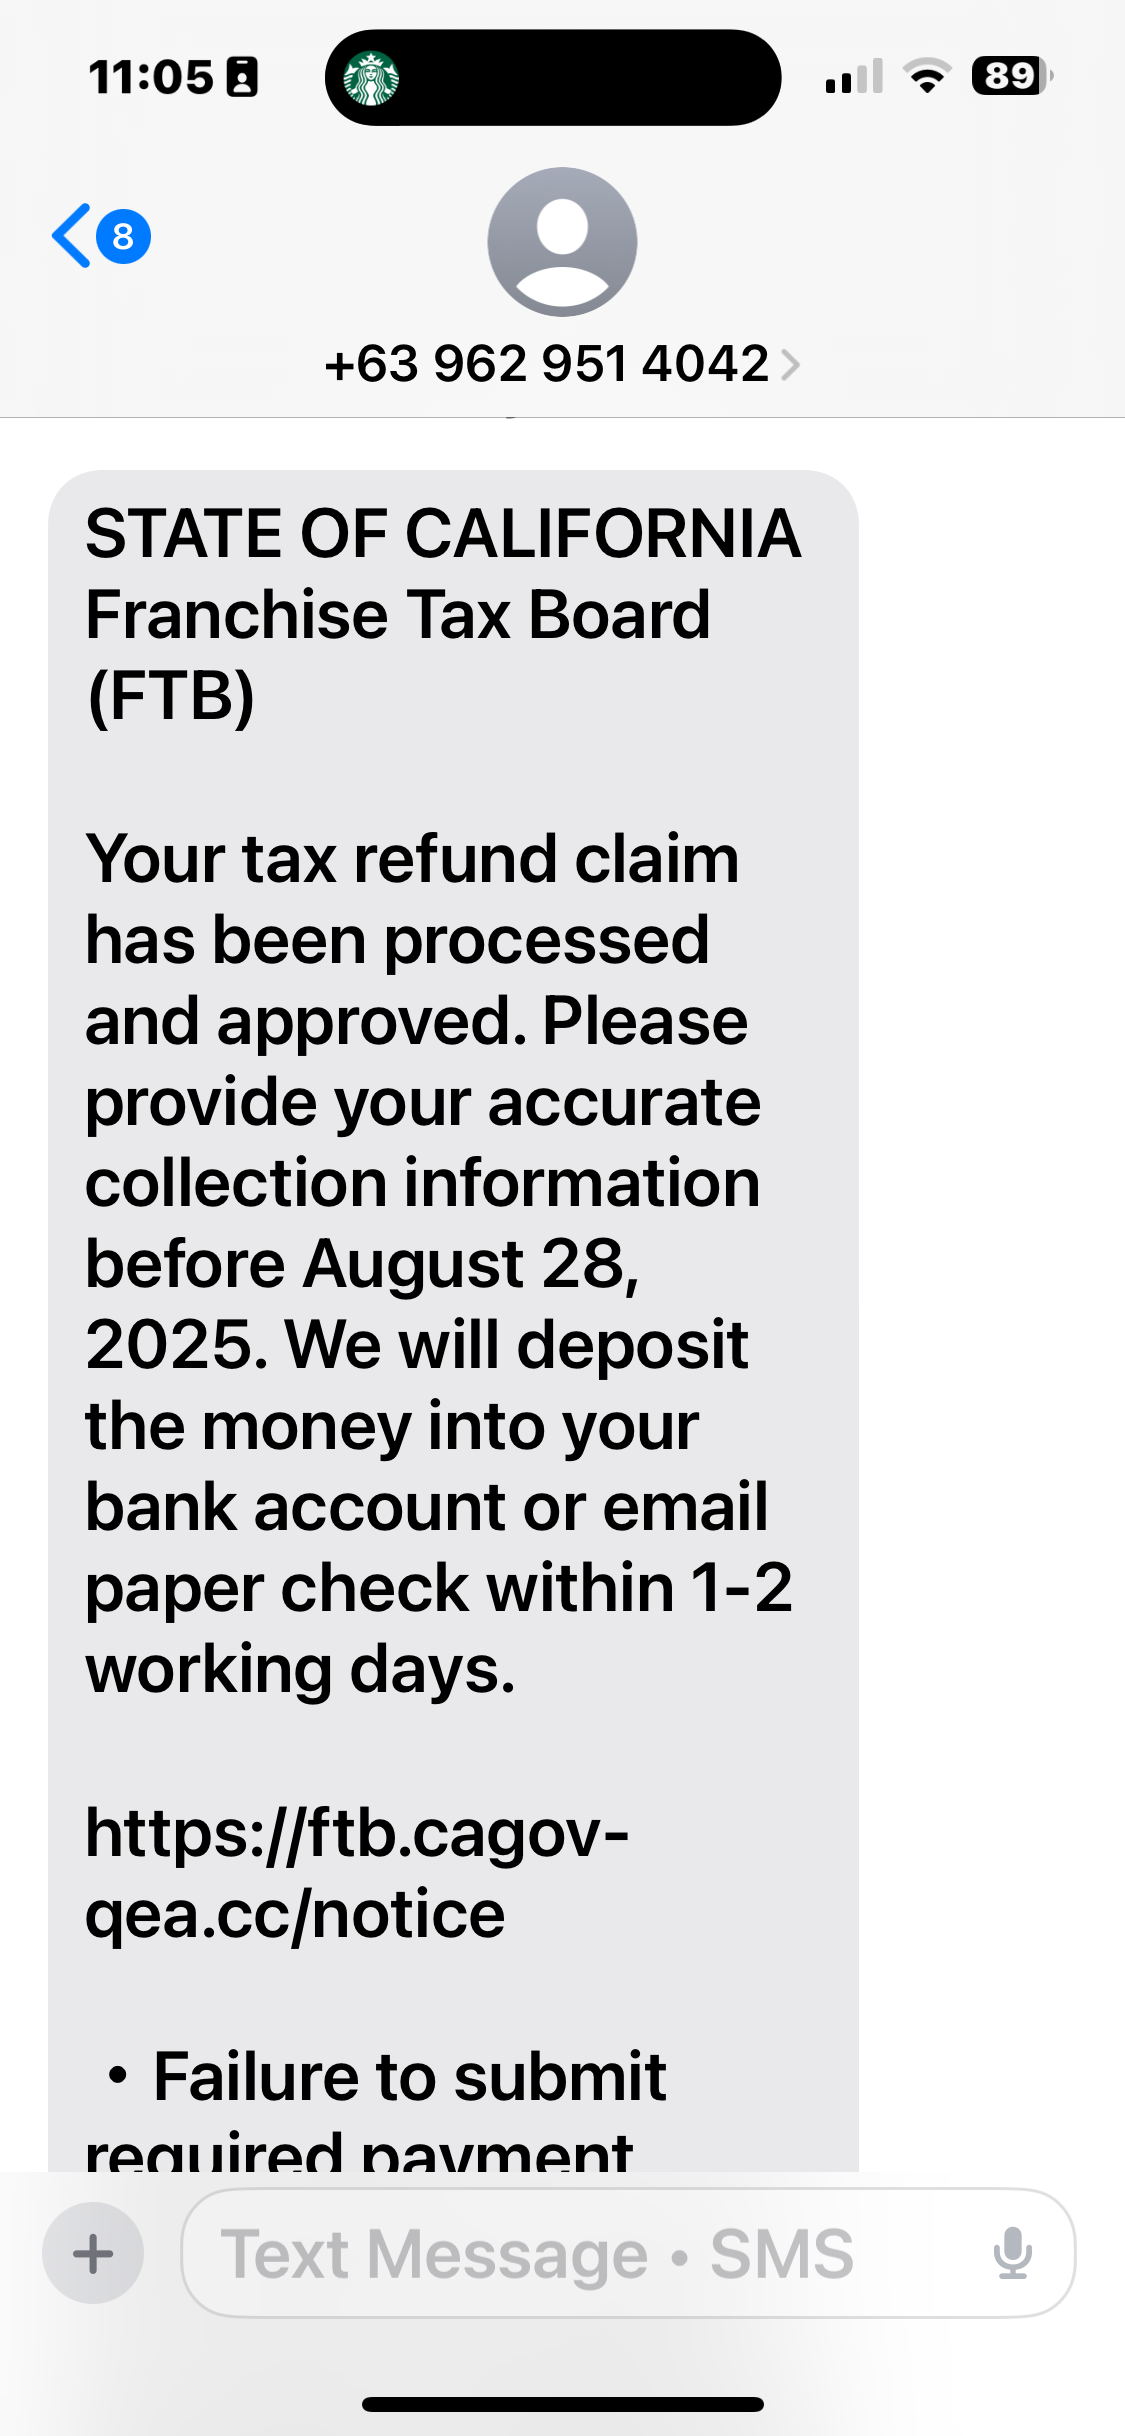 11:05
89
8
+63 962 951 4042
STATE OF CALIFORNIA
Franchise Tax Board
(FTB)
Your tax refund claim
has been processed
and approved. Please
provide your accurate
collection information
before August 28,
2025. We will deposit
the money into your
bank account or email
paper check within 1-2
working days.
https://ftb.cagov-
qea.cc/notice
• Failure to submit
required payment
Text Message • SMS